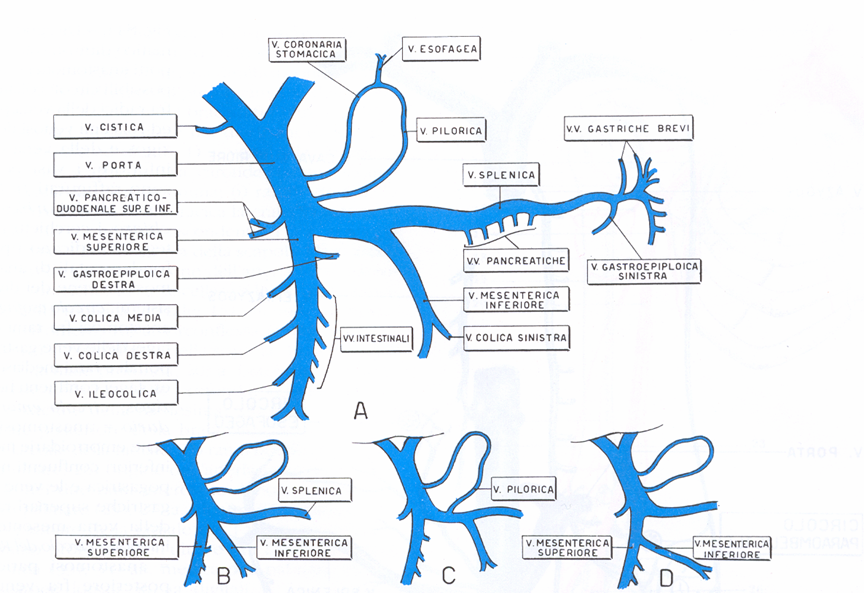 V. CORONARIA
STOMACICA
V. ESOFAGEA
V. CISTICA
V. PILORICA
V.V. GASTRICHE BREVI
V. PORTA
V. SPLENICA
V. PANCREATICO-
DUODENALE SUP. E INF.
V. MESENTERICA
SUPERIORE
V.V. PANCREATICHE
V. GASTROEPIPLOICA
SINISTRA
V. GASTROEPIPLOICA
DESTRA
V. MESENTERICA
INFERIORE
V. COLICA MEDIA
VV. INTESTINALI
V. COLICA SINISTRA
V. COLICA DESTRA
V. ILEOCOLICA
A
V. SPLENICA
V. MESENTERICA
SUPERIORE
V. MESENTERICA
INFERIORE
B
V. PILORICA
C
V. MESENTERICA
SUPERIORE
V. MESENTERICA
INFERIORE
D